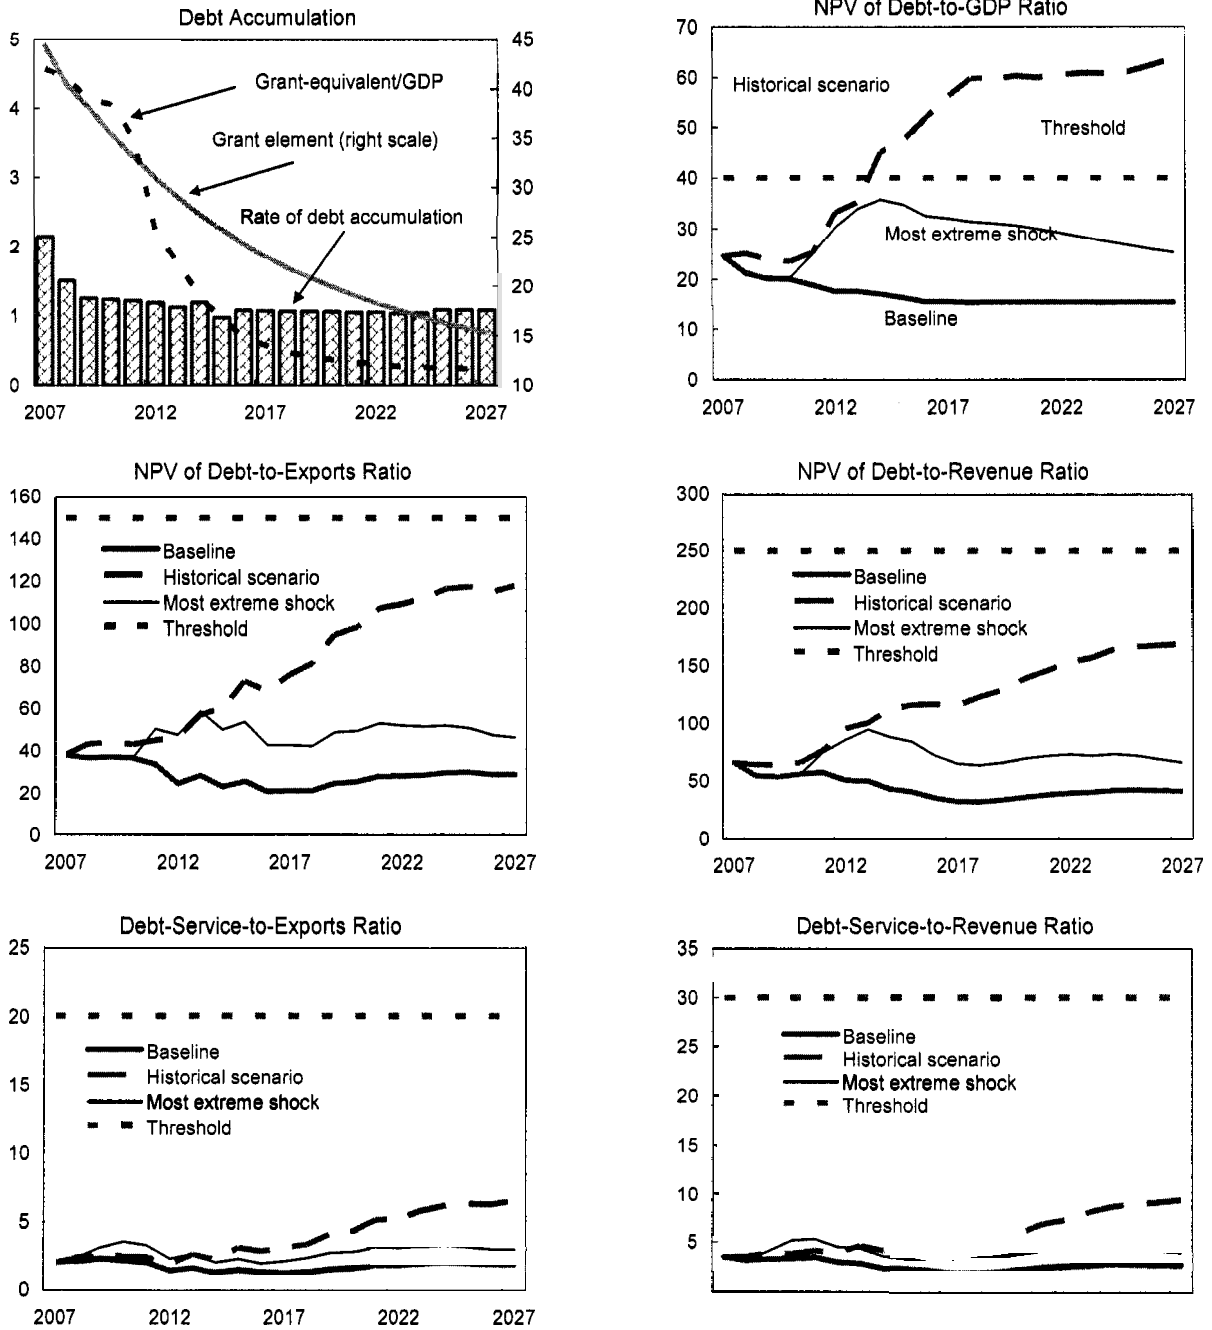 Debt Accumulation
5
4
3
2
1
0
45
40
35
30
25
20
15
10
Grant-equivalent/GDP
Grant element (right scale)
Rate of debt accumulation
2007 2012 2017 2022 2027
NPV of Debt-to-GDP Ratio
70
60
50
40
30
20
10
0
Historical scenario
Threshold
Most extreme shock
Baseline
2007 2012 2017 2022 2027
NPV of Debt-to-Exports Ratio
160
140
120
100
80
60
40
20
0
Baseline
Historical scenario
Most extreme shock
Threshold
2007 2012 2017 2022 2027
NPV of Debt-to-Revenue Ratio
300
250
200
150
100
50
0
Baseline
Historical scenario
Most extreme shock
Threshold
2007 2012 2017 2022 2027
Debt-Service-to-Exports Ratio
25
20
15
10
5
0
Baseline
Historical scenario
Most extreme shock
Threshold
2007 2012 2017 2022 2027
Debt-Service-to-Revenue Ratio
35
30
25
20
15
10
5
Baseline
Historical scenario
Most extreme shock
Threshold